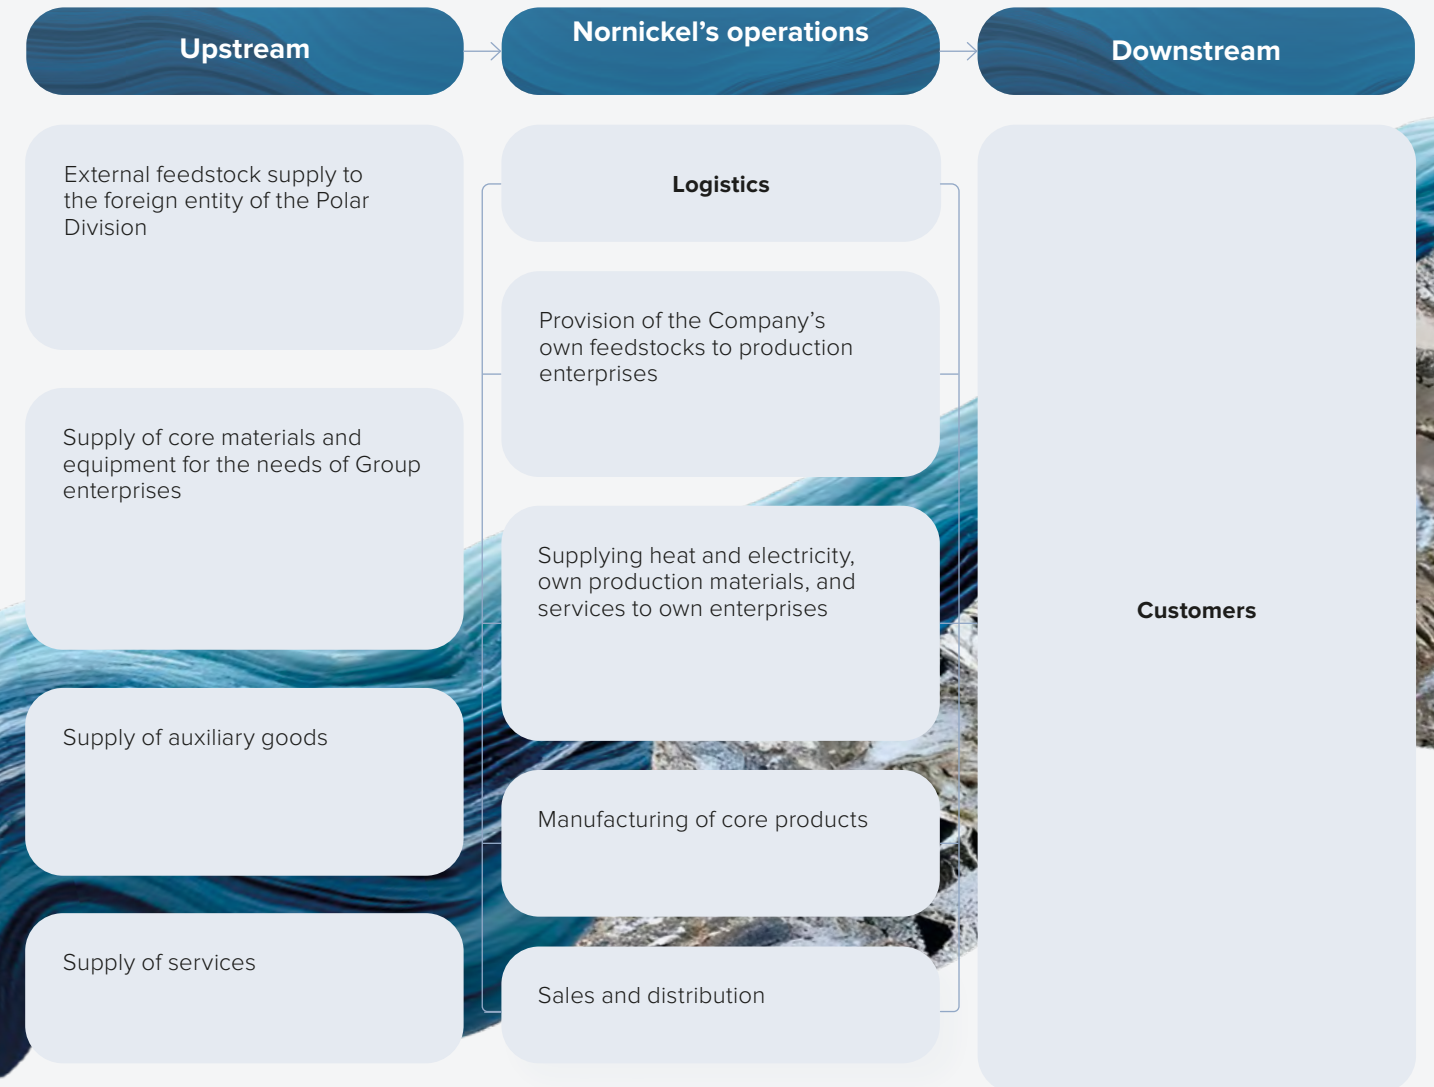 Upstream
Nornickel’s operations
Downstream
External feedstock supply to
the foreign entity of the Polar
Division
Supply of core materials and
equipment for the needs of Group
enterprises
Supply of auxiliary goods
Supply of services
Logistics
Provision of the Company’s
own feedstocks to production
enterprises
Supplying heat and electricity,
own production materials, and
services to own enterprises
Manufacturing of core products
Sales and distribution
Customers